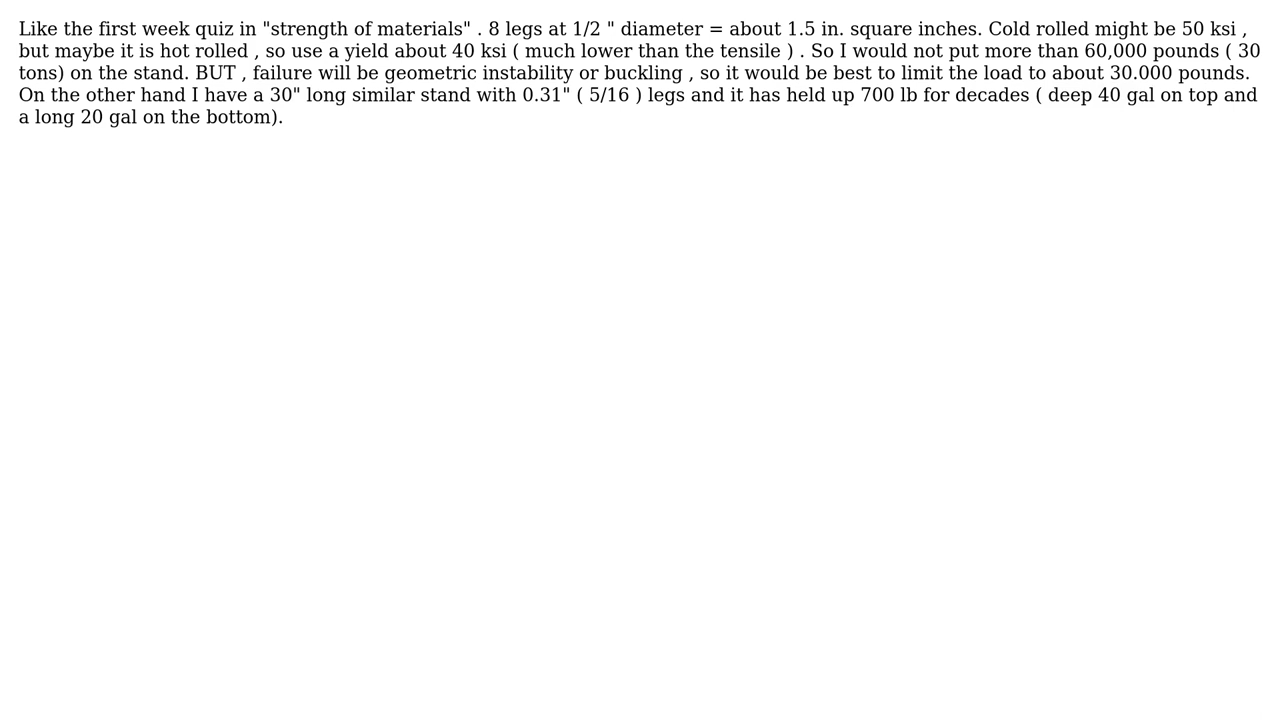 Like the first week quiz in "strength of materials" . 8 legs at 1/2 " diameter = about 1.5 in. square inches. Cold rolled might be 50 ksi ,
but maybe it is hot rolled , so use a yield about 40 ksi ( much lower than the tensile ) . So I would not put more than 60,000 pounds ( 30
tons) on the stand. BUT , failure will be geometric instability or buckling , so it would be best to limit the load to about 30.000 pounds.
On the other hand I have a 30" long similar stand with 0.31" ( 5/16 ) legs and it has held up 700 lb for decades ( deep 40 gal on top and
a long 20 gal on the bottom).